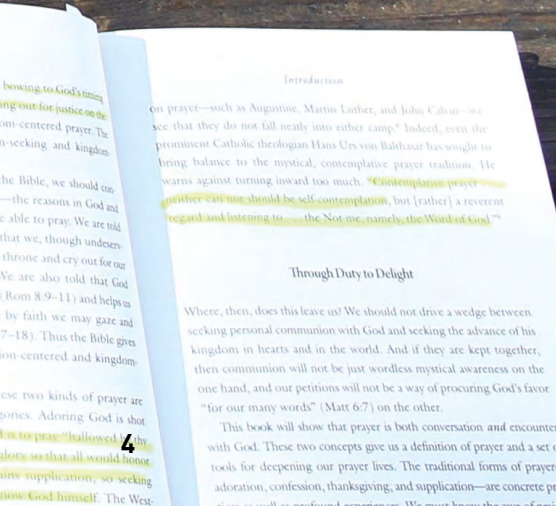 bowing to God's timing
ing out for justice on the
om-centered prayer. The
n-seeking and kingdom-
he Bible, we should con-
—the reasons in God and
e able to pray. We are told
that we, though undeserv-
throne and cry out for our
We are also told that God
(Rom 8:9–11) and helps us
by faith we may gaze and
7–18). Thus the Bible gives
ion-centered and kingdom-
ese two kinds of prayer are
gories. Adoring God is shot
d is to pray "hallowed be thy
glory so that all would honor
ains supplication, so seeking
now God himself. The West-
4
Introduction
on prayer—such as Augustine, Martin Luther, and John Calvin—we
see that they do not fall neatly into either camp. Indeed, even the
prominent Catholic theologian Hans Urs von Balthasar has sought to
bring balance to the mystical, contemplative prayer tradition. He
warns against turning inward too much. "Contemplative prayer . . .
neither can nor should be self-contemplation, but [rather] a reverent
regard and listening to . . . the Not-me, namely, the Word of God."
Through Duty to Delight
Where, then, does this leave us? We should not drive a wedge between
seeking personal communion with God and seeking the advance of his
kingdom in hearts and in the world. And if they are kept together,
then communion will not be just wordless mystical awareness on the
one hand, and our petitions will not be a way of procuring God's favor
"for our many words" (Matt 6:7) on the other.
This book will show that prayer is both conversation and encounter
with God. These two concepts give us a definition of prayer and a set o
tools for deepening our prayer lives. The traditional forms of prayer
adoration, confession, thanksgiving, and supplication—are concrete pr
as well as profound experiences. We must know the awe of